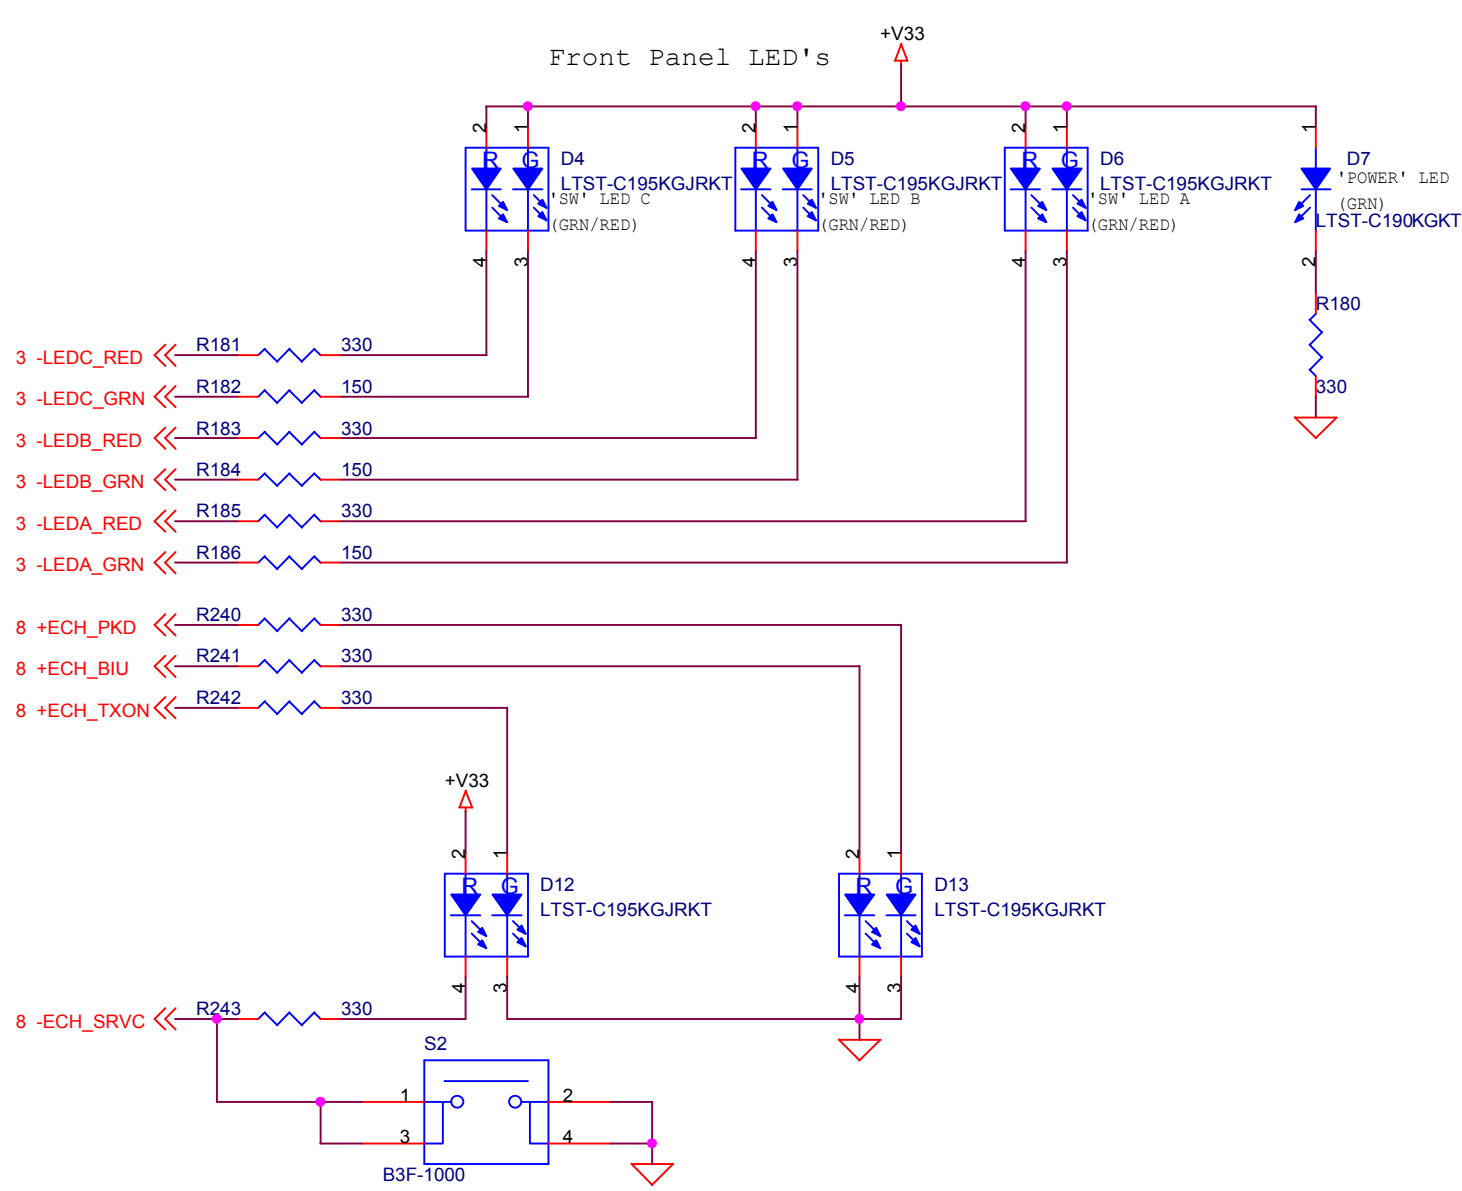 +V33
Front Panel LED's
2 1 2 1 2 1 1
R G D4 R G D5 R G D6 D7
LTST-C195KGJRKT LTST-C195KGJRKT LTST-C195KGJRKT 'POWER' LED
'SW' LED C 'SW' LED B 'SW' LED A (GRN)
(GRN/RED) (GRN/RED) (GRN/RED) LTST-C190KGKT
4 3 4 3 4 3 2
R180
330
3 -LEDC_RED R181 330
3 -LEDC_GRN R182 150
3 -LEDB_RED R183 330
3 -LEDB_GRN R184 150
3 -LEDA_RED R185 330
3 -LEDA_GRN R186 150
8 +ECH_PKD R240 330
8 +ECH_BIU R241 330
8 +ECH_TXON R242 330
+V33
2 1 2 1
R G D12 R G D13
LTST-C195KGJRKT LTST-C195KGJRKT
4 3 4 3
8 -ECH_SRVC R243 330
S2
1 2
3 4
B3F-1000